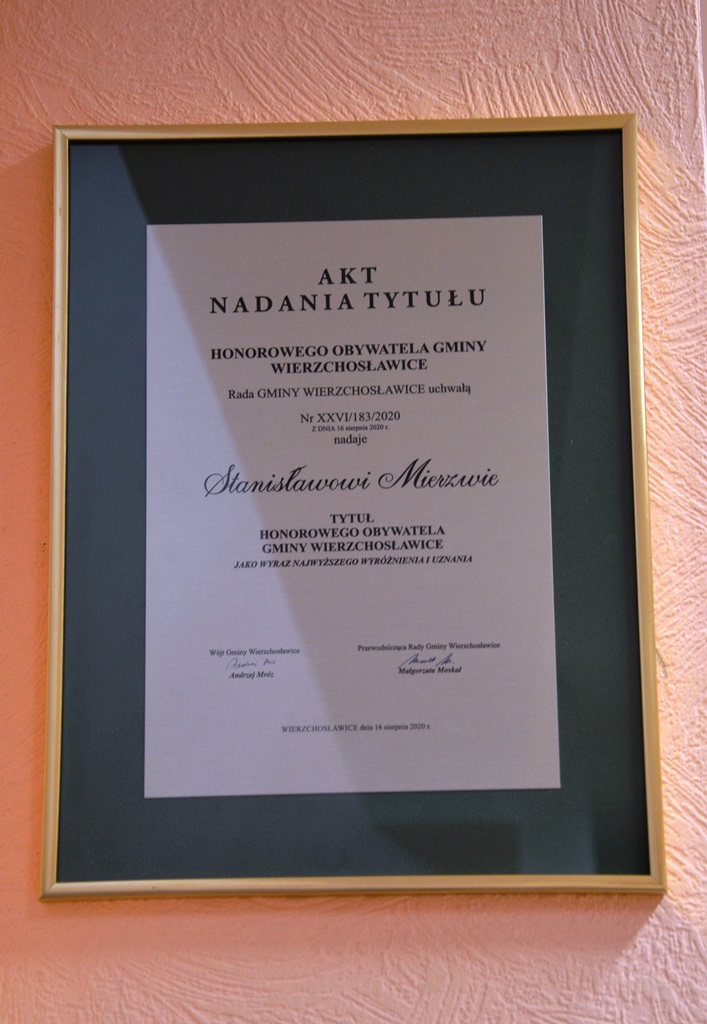 AKT
NADANIA TYTUŁU
HONOROWEGO OBYWATELA GMINY
WIERZCHOSŁAWICE
Rada GMINY WIERZCHOSŁAWICE uchwałą
Nr XXVI/183/2020
Z DNIA 16 sierpnia 2020 r.
nadaje
Stanisławowi Mierzwie
TYTUŁ
HONOROWEGO OBYWATELA
GMINY WIERZCHOSŁAWICE
JAKO WYRAZ NAJWYŻSZEGO WYRÓŻNIENIA I UZNANIA
Wójt Gminy Wierzchosławice
Andrzej Mróz
Przewodnicząca Rady Gminy Wierzchosławice
Małgorzata Moskal
WIERZCHOSŁAWICE dnia 16 sierpnia 2020 r.